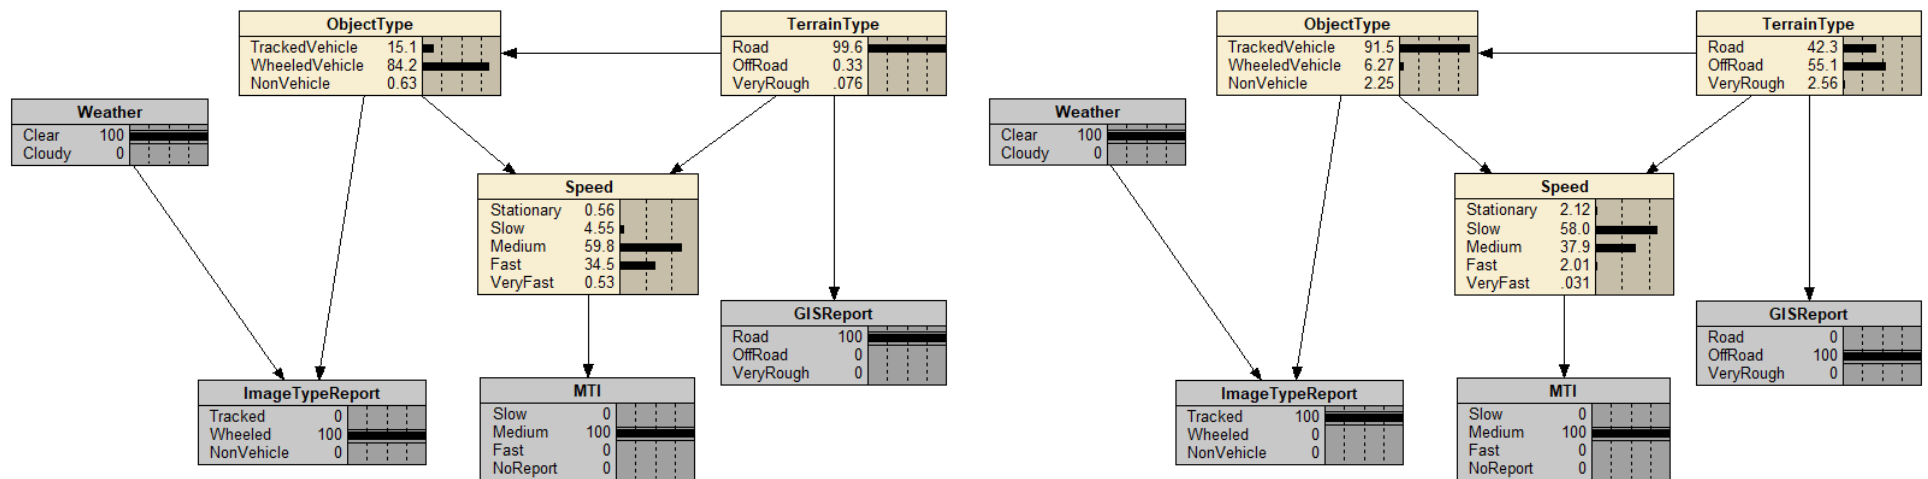 ObjectType
TrackedVehicle 15.1
WheeledVehicle 84.2
NonVehicle 0.63
TerrainType
Road 99.6
OffRoad 0.33
VeryRough .076
Weather
Clear 100
Cloudy 0
Speed
Stationary 0.56
Slow 4.55
Medium 59.8
Fast 34.5
VeryFast 0.53
GISReport
Road 100
OffRoad 0
VeryRough 0
ImageTypeReport
Tracked 0
Wheeled 100
NonVehicle 0
MTI
Slow 0
Medium 100
Fast 0
NoReport 0
ObjectType
TrackedVehicle 91.5
WheeledVehicle 6.27
NonVehicle 2.25
TerrainType
Road 42.3
OffRoad 55.1
VeryRough 2.56
Weather
Clear 100
Cloudy 0
Speed
Stationary 2.12
Slow 58.0
Medium 37.9
Fast 2.01
VeryFast .031
GISReport
Road 0
OffRoad 100
VeryRough 0
ImageTypeReport
Tracked 100
Wheeled 0
NonVehicle 0
MTI
Slow 0
Medium 100
Fast 0
NoReport 0